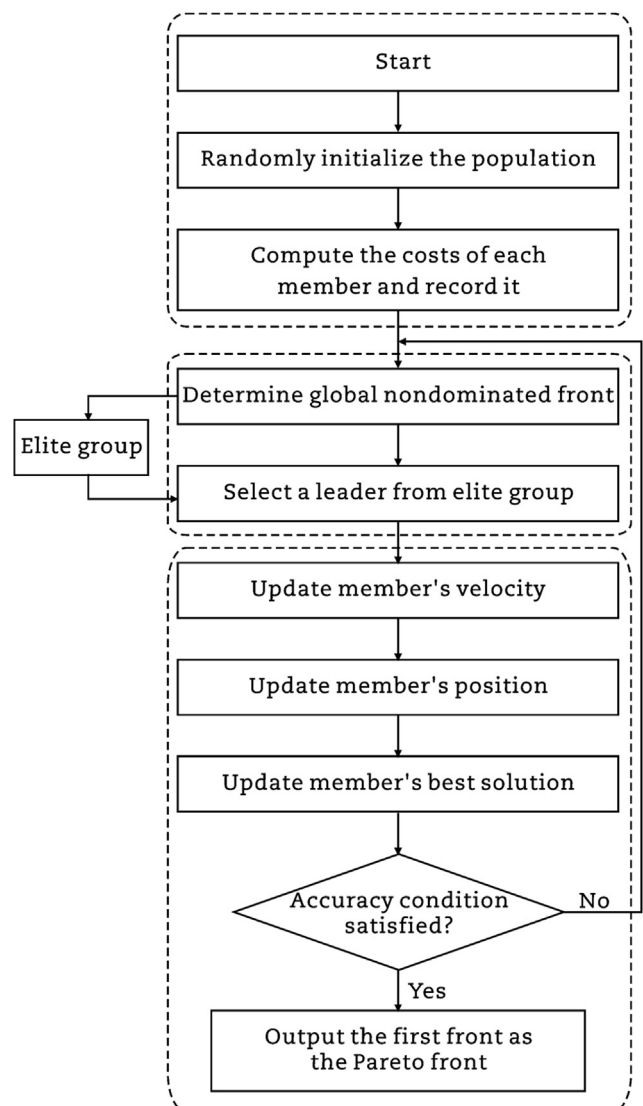 Start
Randomly initialize the population
Compute the costs of each
member and record it
Determine global nondominated front
Elite group
Select a leader from elite group
Update member's velocity
Update member's position
Update member's best solution
Accuracy condition
satisfied?
No
Yes
Output the first front as
the Pareto front